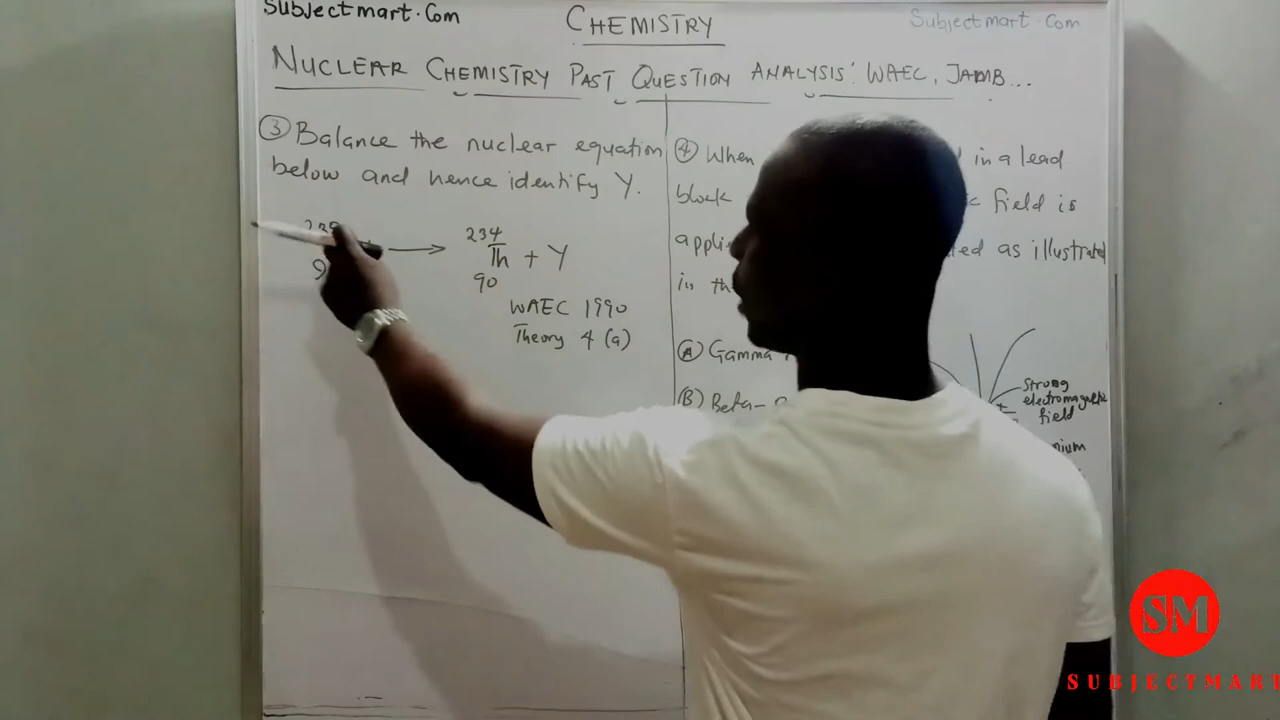 Subjectmart.Com
CHEMISTRY
Subjectmart.Com
NUCLEAR CHEMISTRY PAST QUESTION ANALYSIS: WAEC, JAMB...
③ Balance the nuclear equation
below and hence identify Y.
234
Th + Y
90
WAEC 1990
Theory 4 (a)
④ When in a lead
block field is
as illustrated
in
Ⓐ Gamma
Ⓑ Beta-
Strong
electromagnetic
field
SM
SUBJECTMART